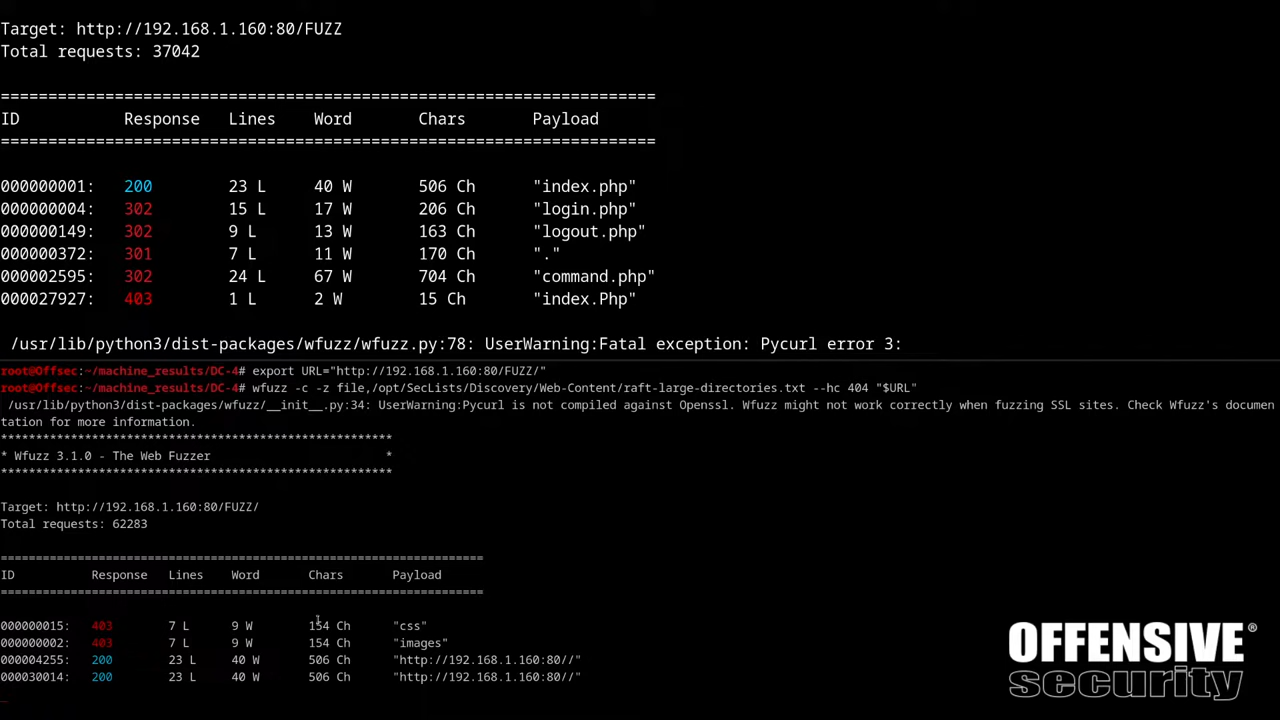 Target: http://192.168.1.160:80/FUZZ
Total requests: 37042
===================================================================
ID Response Lines Word Chars Payload
===================================================================
000000001: 200 23 L 40 W 506 Ch "index.php"
000000004: 302 15 L 17 W 206 Ch "login.php"
000000149: 302 9 L 13 W 163 Ch "logout.php"
000000372: 301 7 L 11 W 170 Ch "."
000002595: 302 24 L 67 W 704 Ch "command.php"
000027927: 403 1 L 2 W 15 Ch "index.Php"
/usr/lib/python3/dist-packages/wfuzz/wfuzz.py:78: UserWarning:Fatal exception: Pycurl error 3:
root@Offsec:~/machine_results/DC-4# export URL="http://192.168.1.160:80/FUZZ/"
root@Offsec:~/machine_results/DC-4# wfuzz -c -z file,/opt/SecLists/Discovery/Web-Content/raft-large-directories.txt --hc 404 "$URL"
/usr/lib/python3/dist-packages/wfuzz/__init__.py:34: UserWarning:Pycurl is not compiled against Openssl. Wfuzz might not work correctly when fuzzing SSL sites. Check Wfuzz's documen
tation for more information.
********************************************************
* Wfuzz 3.1.0 - The Web Fuzzer *
********************************************************
Target: http://192.168.1.160:80/FUZZ/
Total requests: 62283
=====================================================================
ID Response Lines Word Chars Payload
=====================================================================
000000015: 403 7 L 9 W 154 Ch "css"
000000002: 403 7 L 9 W 154 Ch "images"
000004255: 200 23 L 40 W 506 Ch "http://192.168.1.160:80//"
000030014: 200 23 L 40 W 506 Ch "http://192.168.1.160:80//"
OFFENSIVE®
security